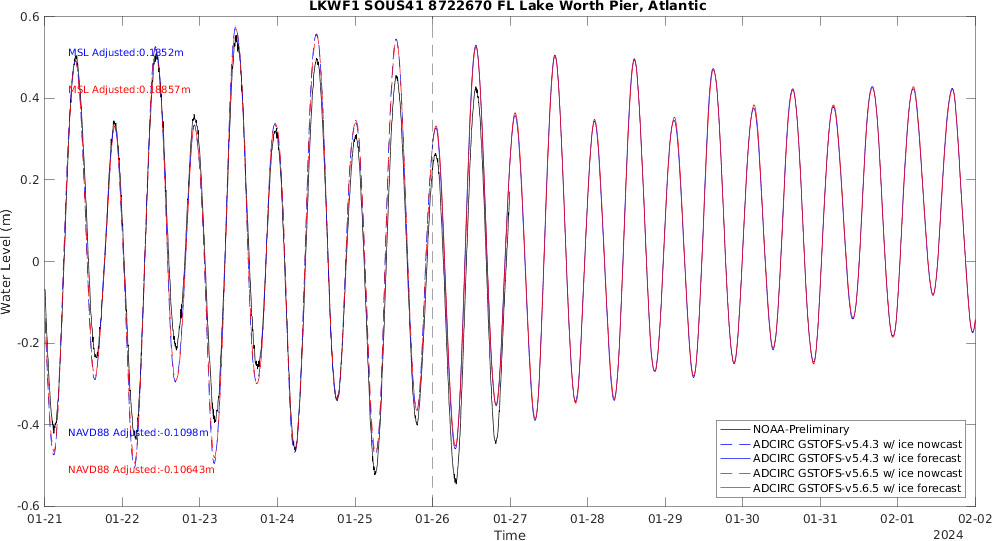 LKWF1 SOUS41 8722670 FL Lake Worth Pier, Atlantic
0.6
MSL Adjusted:0.1352m
MSL Adjusted:0.18857m
0.4
0.2
0
-0.2
-0.4
-0.6
Water Level (m)
NAVD88 Adjusted:-0.1098m
NAVD88 Adjusted:-0.10643m
NOAA-Preliminary
ADCIRC GSTOFS-v5.4.3 w/ ice nowcast
ADCIRC GSTOFS-v5.4.3 w/ ice forecast
ADCIRC GSTOFS-v5.6.5 w/ ice nowcast
ADCIRC GSTOFS-v5.6.5 w/ ice forecast
01-21 01-22 01-23 01-24 01-25 01-26 01-27 01-28 01-29 01-30 01-31 02-01 02-02
Time
2024